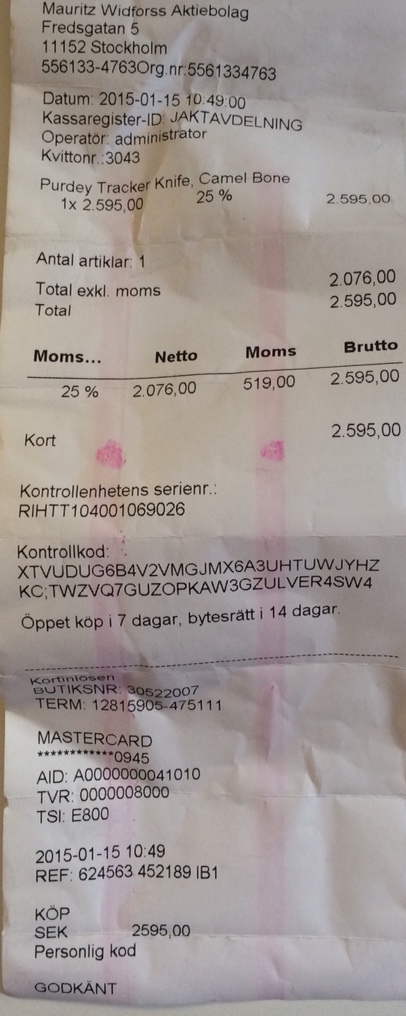 Mauritz Widforss Aktiebolag
Fredsgatan 5
11152 Stockholm
556133-4763Org.nr:5561334763
Datum: 2015-01-15 10:49:00
Kassaregister-ID: JAKTAVDELNING
Operatör: administrator
Kvittonr.:3043
Purdey Tracker Knife, Camel Bone
1x 2.595,00 25 % 2.595,00
Antal artiklar: 1
Total exkl. moms 2.076,00
Total 2.595,00
Moms... Netto Moms Brutto
25 % 2.076,00 519,00 2.595,00
Kort 2.595,00
Kontrollenhetens serienr.:
RIHTT104001069026
Kontrollkod:
XTVUDUG6B4V2VMGJMX6A3UHTUWJYHZ
KC;TWZVQ7GUZOPKAW3GZULVER4SW4
Öppet köp i 7 dagar, bytesrätt i 14 dagar.
Kortinlösen
BUTIKSNR: 30522007
TERM: 12815905-475111
MASTERCARD
************0945
AID: A0000000041010
TVR: 0000008000
TSI: E800
2015-01-15 10:49
REF: 624563 452189 IB1
KÖP
SEK 2595,00
Personlig kod
GODKÄNT